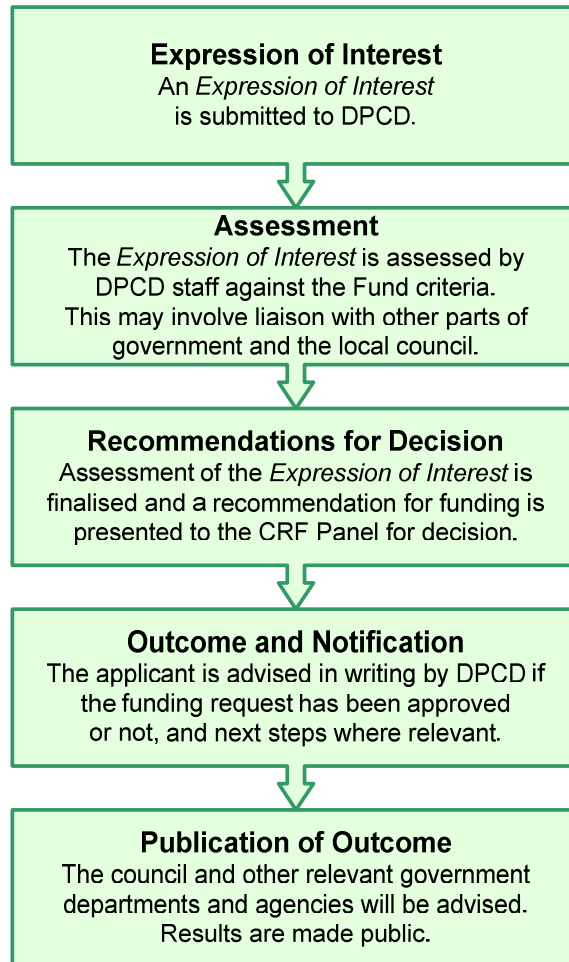 Expression of Interest
An Expression of Interest
is submitted to DPCD.
Assessment
The Expression of Interest is assessed by
DPCD staff against the Fund criteria.
This may involve liaison with other parts of
government and the local council.
Recommendations for Decision
Assessment of the Expression of Interest is
finalised and a recommendation for funding is
presented to the CRF Panel for decision.
Outcome and Notification
The applicant is advised in writing by DPCD if
the funding request has been approved
or not, and next steps where relevant.
Publication of Outcome
The council and other relevant government
departments and agencies will be advised.
Results are made public.